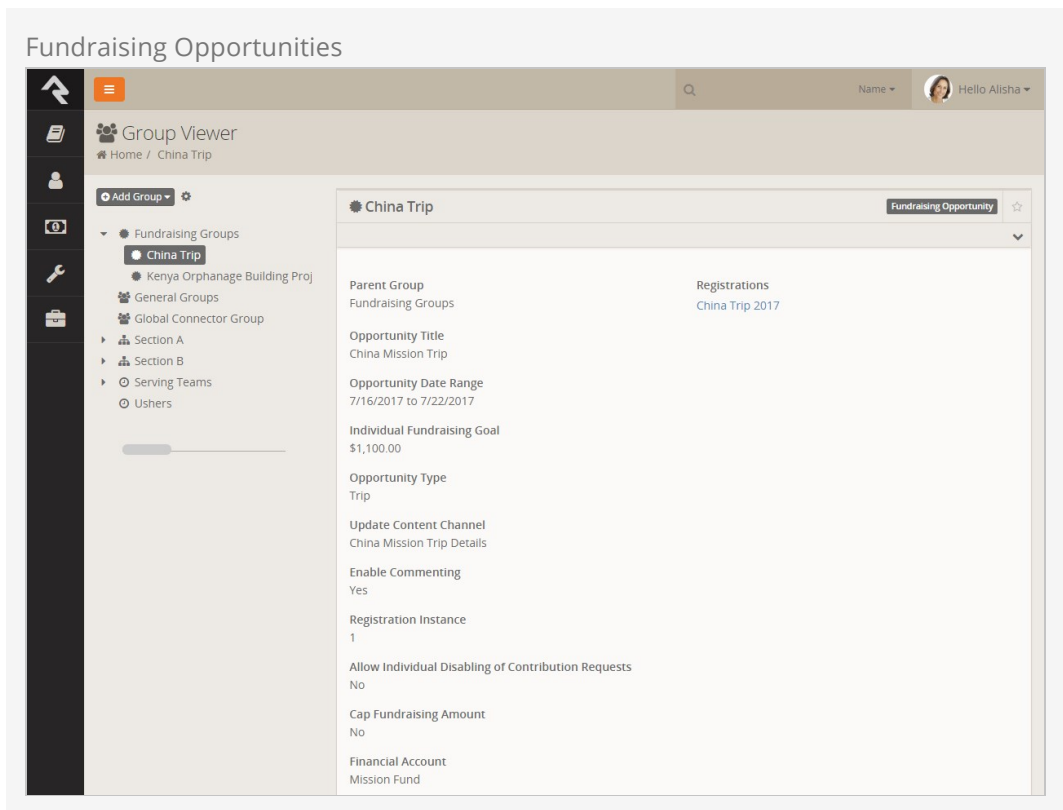 Fundraising Opportunities
Name
Hello Alisha
Group Viewer
Home / China Trip
Add Group
Fundraising Groups
China Trip
Kenya Orphanage Building Proj
General Groups
Global Connector Group
Section A
Section B
Serving Teams
Ushers
China Trip
Fundraising Opportunity
Parent Group
Fundraising Groups
Registrations
China Trip 2017
Opportunity Title
China Mission Trip
Opportunity Date Range
7/16/2017 to 7/22/2017
Individual Fundraising Goal
$1,100.00
Opportunity Type
Trip
Update Content Channel
China Mission Trip Details
Enable Commenting
Yes
Registration Instance
1
Allow Individual Disabling of Contribution Requests
No
Cap Fundraising Amount
No
Financial Account
Mission Fund